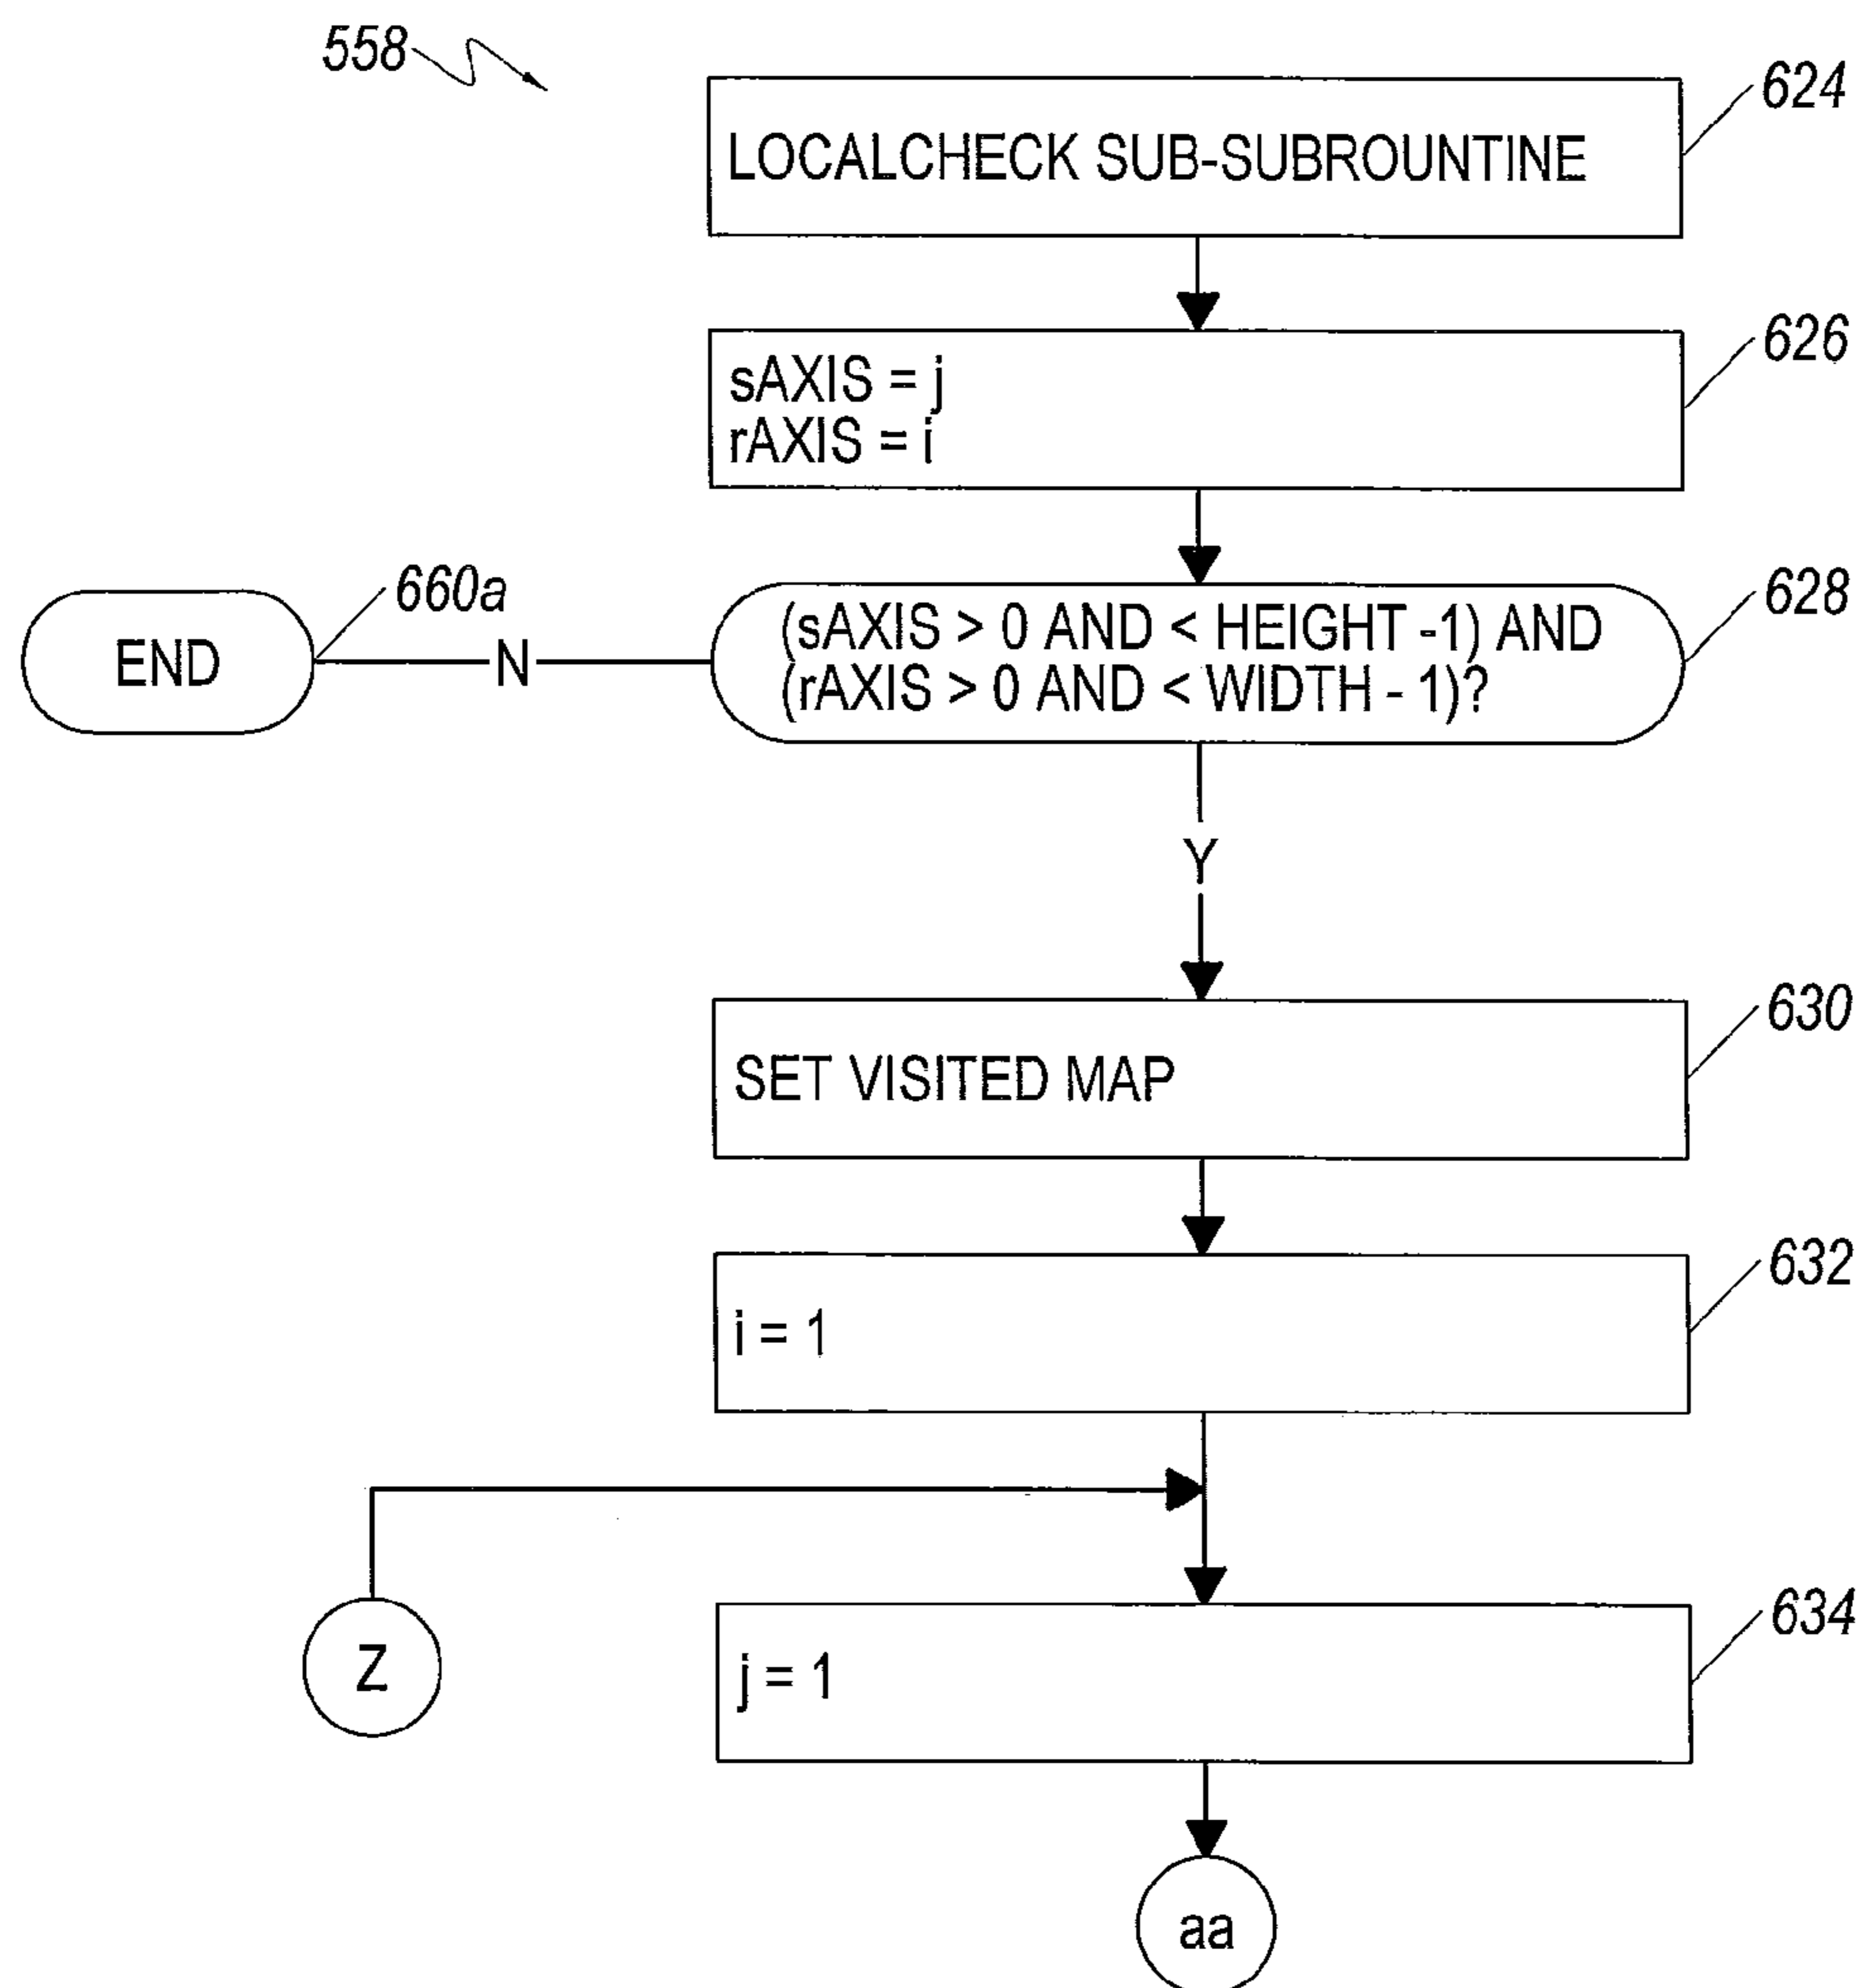 558
624
LOCALCHECK SUB-SUBROUNTINE
626
sAXIS = j
rAXIS = i
660a
628
END
N
(sAXIS > 0 AND < HEIGHT -1) AND
(rAXIS > 0 AND < WIDTH - 1)?
Y
630
SET VISITED MAP
632
i = 1
634
Z
j = 1
aa